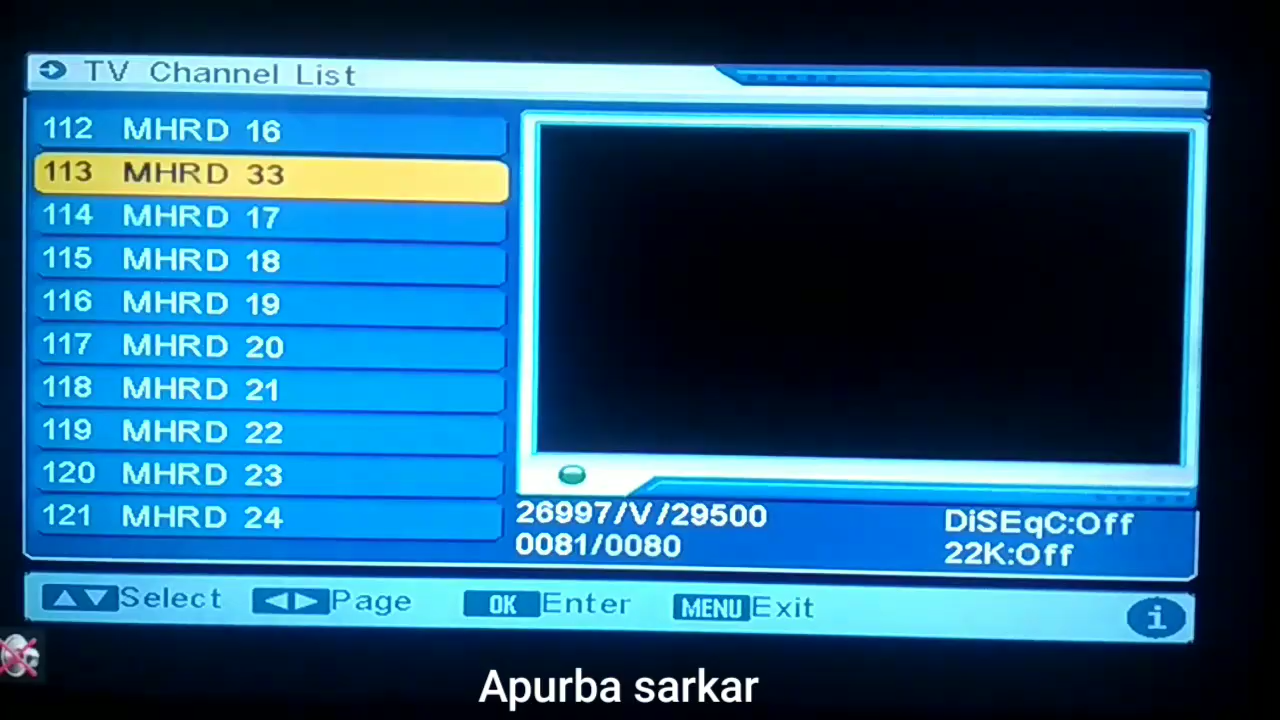 TV Channel List
112 MHRD 16
113 MHRD 33
114 MHRD 17
115 MHRD 18
116 MHRD 19
117 MHRD 20
118 MHRD 21
119 MHRD 22
120 MHRD 23
121 MHRD 24
26997/V/29500
0081/0080
DiSEqC:Off
22K:Off
Select Page OK Enter MENU Exit i
Apurba sarkar